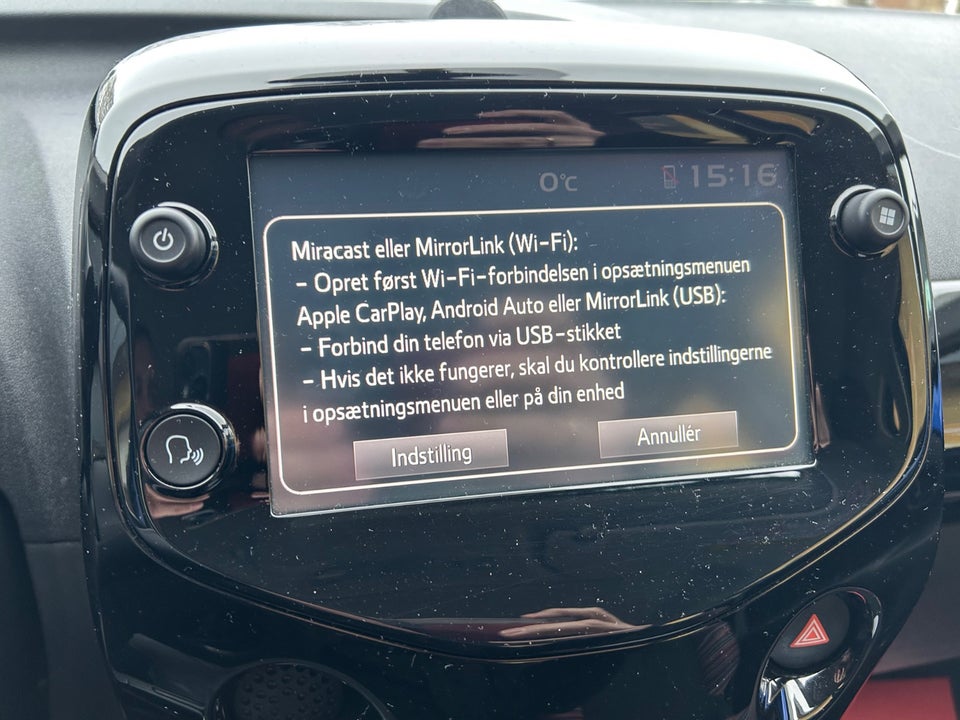 0°C 15:16
Miracast eller MirrorLink (Wi-Fi):
- Opret først Wi-Fi-forbindelsen i opsætningsmenuen
Apple CarPlay, Android Auto eller MirrorLink (USB):
- Forbind din telefon via USB-stikket
- Hvis det ikke fungerer, skal du kontrollere indstillingerne
i opsætningsmenuen eller på din enhed
Indstilling Annullér